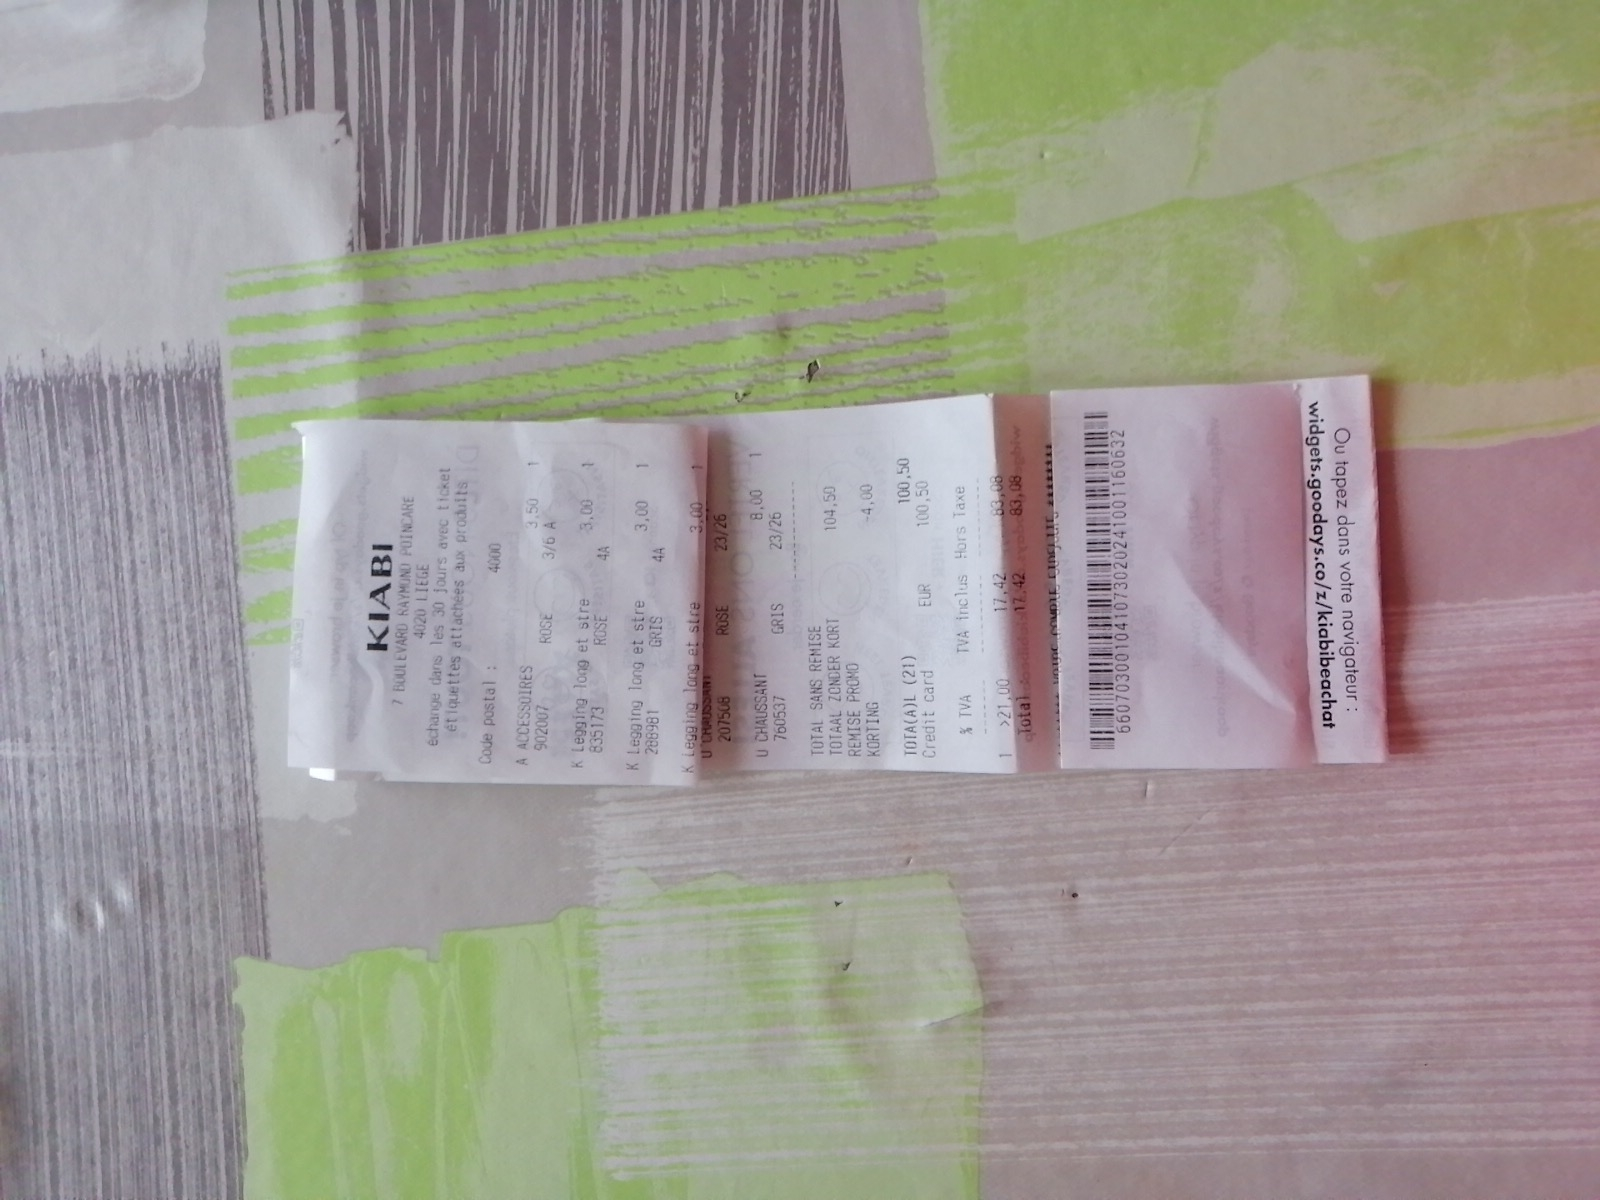 KIABI
7 BOULEVARD RAYMOND POINCARE
4020 LIEGE
échange dans les 30 jours avec ticket
étiquettes attachées aux produits
Code postal : 4000
A ACCESSOIRES 3,50 1
902007 ROSE 3/6 A
K Legging long et stre 3,00 1
835173 ROSE 4A
K Legging long et stre 3,00 1
288981 GRIS 4A
K Legging long et stre 3,00 1
U CHAUSSANT
207508 ROSE 23/26
U CHAUSSANT 8,00 1
760537 GRIS 23/26
TOTAL SANS REMISE 104,50
TOTAAL ZONDER KORT
REMISE PROMO -4,00
KORTING
TOTA(A)L (21) 100,50
Credit card EUR 100,50
% TVA TVA inclus Hors Taxe
1 >21,00 17,42 83,08
Total : 17,42 83,08
660703001041073020241001160632
Ou tapez dans votre navigateur :
widgets.goodays.co/z/kiabibeachat